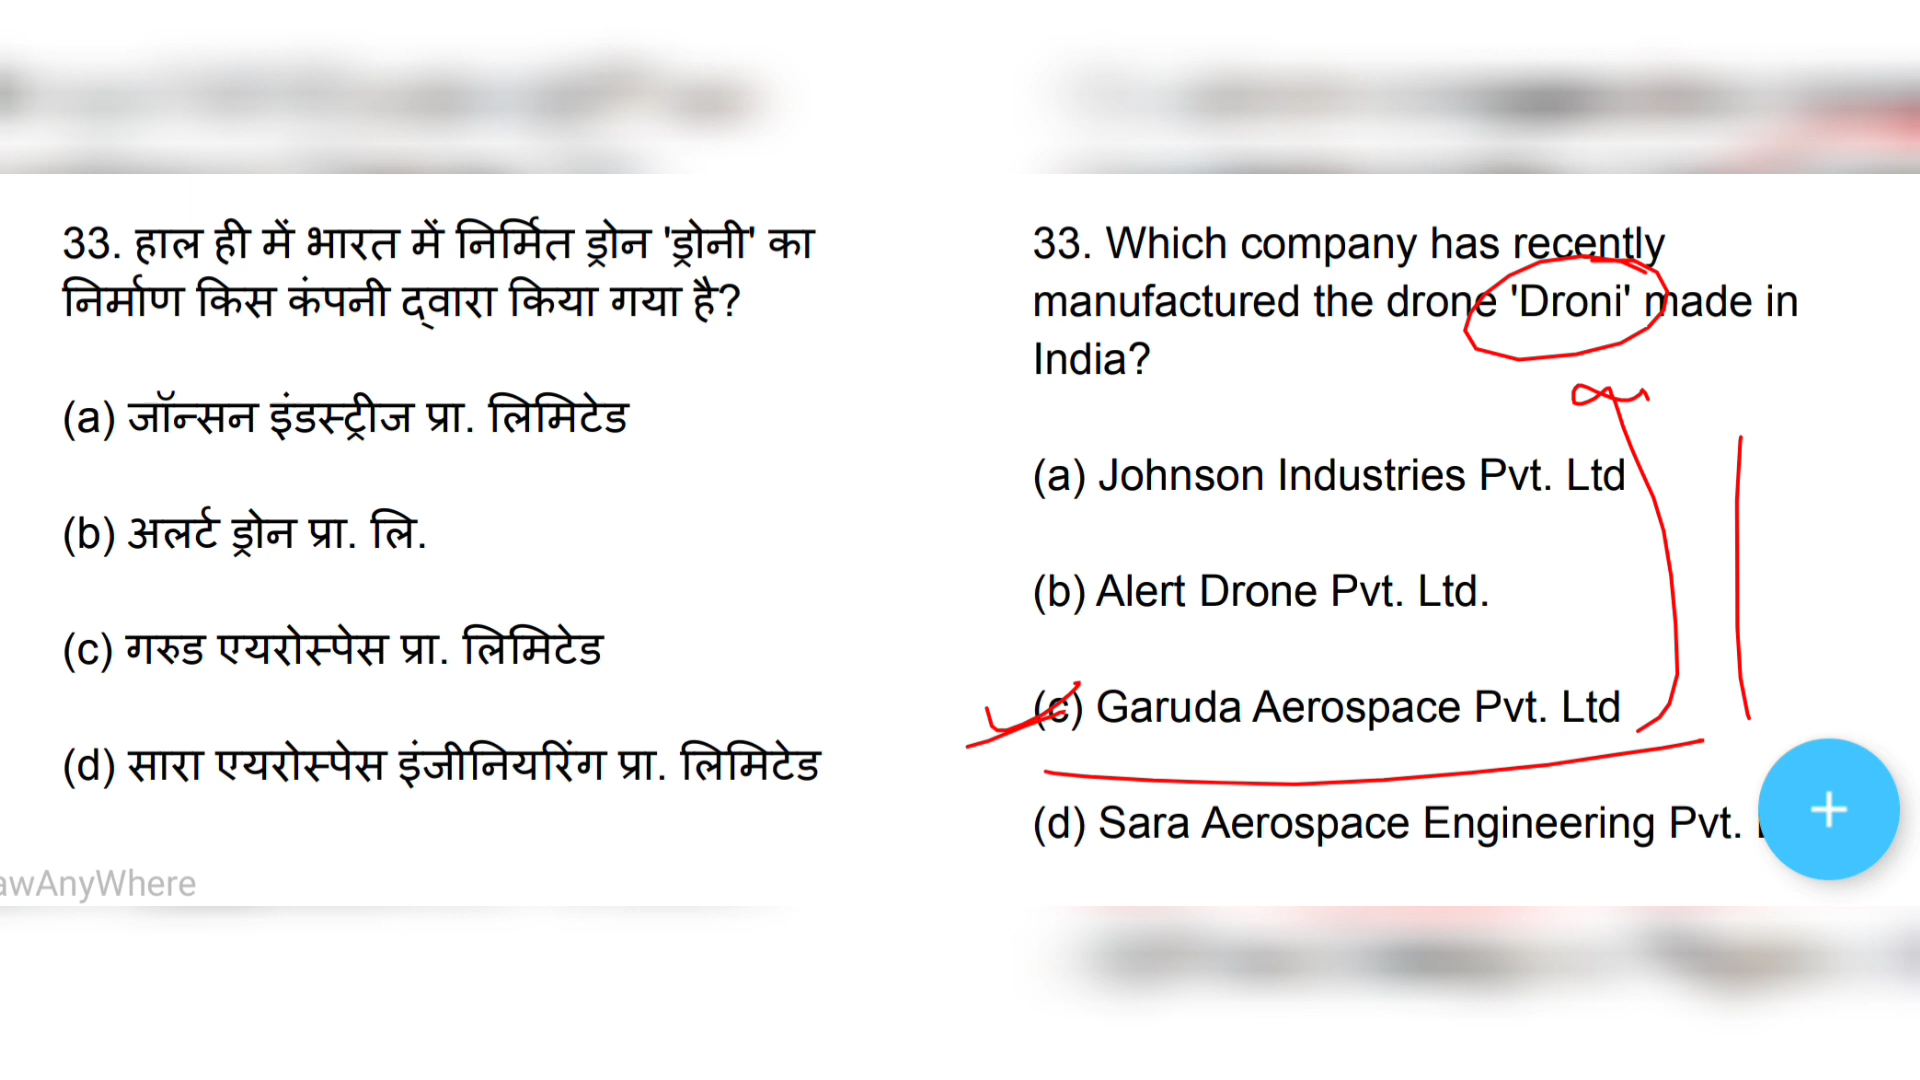 33. हाल ही में भारत में निर्मित ड्रोन 'ड्रोनी' का
निर्माण किस कंपनी द्वारा किया गया है?
(a) जॉन्सन इंडस्ट्रीज प्रा. लिमिटेड
(b) अलर्ट ड्रोन प्रा. लि.
(c) गरुड एयरोस्पेस प्रा. लिमिटेड
(d) सारा एयरोस्पेस इंजीनियरिंग प्रा. लिमिटेड
awAnyWhere
33. Which company has recently
manufactured the drone 'Droni' made in
India?
(a) Johnson Industries Pvt. Ltd
(b) Alert Drone Pvt. Ltd.
(c) Garuda Aerospace Pvt. Ltd
(d) Sara Aerospace Engineering Pvt.